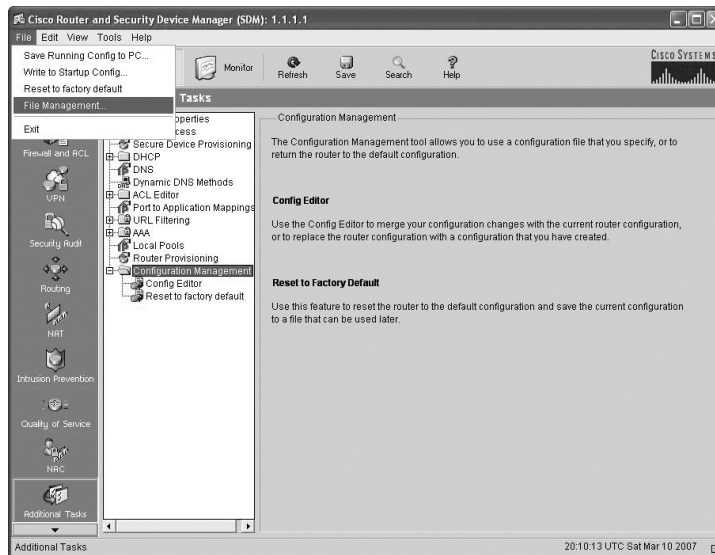 Cisco Router and Security Device Manager (SDM): 1.1.1.1
File Edit View Tools Help
Save Running Config to PC...
Write to Startup Config...
Reset to factory default
File Management...
Exit
Monitor
Refresh
Save
Search
Help
CISCO SYSTEMS
Tasks
Firewall and ACL
VPN
Security Audit
Routing
NAT
Intrusion Prevention
Quality of Service
NAC
Additional Tasks
Secure Device Provisioning
DHCP
DNS
Dynamic DNS Methods
ACL Editor
Port to Application Mappings
URL Filtering
AAA
Local Pools
Router Provisioning
Configuration Management
Config Editor
Reset to factory default
Configuration Management
The Configuration Management tool allows you to use a configuration file that you specify, or to
return the router to the default configuration.
Config Editor
Use the Config Editor to merge your configuration changes with the current router configuration,
or to replace the router configuration with a configuration that you have created.
Reset to Factory Default
Use this feature to reset the router to the default configuration and save the current configuration
to a file that can be used later.
Additional Tasks
20:10:13 UTC Sat Mar 10 2007